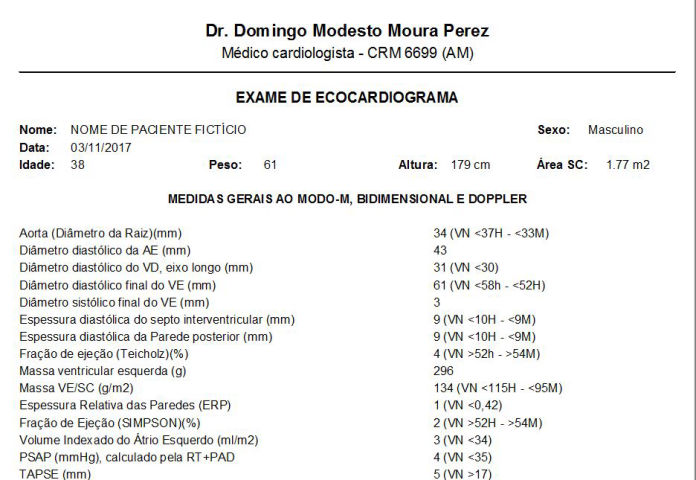 Dr. Domingo Modesto Moura Perez
Médico cardiologista - CRM 6699 (AM)
EXAME DE ECOCARDIOGRAMA
Nome: NOME DE PACIENTE FICTÍCIO Sexo: Masculino
Data: 03/11/2017
Idade: 38 Peso: 61 Altura: 179 cm Área SC: 1.77 m2
MEDIDAS GERAIS AO MODO-M, BIDIMENSIONAL E DOPPLER
Aorta (Diâmetro da Raiz)(mm) 34 (VN <37H - <33M)
Diâmetro diastólico da AE (mm) 43
Diâmetro diastólico do VD, eixo longo (mm) 31 (VN <30)
Diâmetro diastólico final do VE (mm) 61 (VN <58h - <52H)
Diâmetro sistólico final do VE (mm) 3
Espessura diastólica do septo interventricular (mm) 9 (VN <10H - <9M)
Espessura diastólica da Parede posterior (mm) 9 (VN <10H - <9M)
Fração de ejeção (Teicholz)(%) 4 (VN >52h - >54M)
Massa ventricular esquerda (g) 296
Massa VE/SC (g/m2) 134 (VN <115H - <95M)
Espessura Relativa das Paredes (ERP) 1 (VN <0,42)
Fração de Ejeção (SIMPSON)(%) 2 (VN >52H - >54M)
Volume Indexado do Átrio Esquerdo (ml/m2) 3 (VN <34)
PSAP (mmHg), calculado pela RT+PAD 4 (VN <35)
TAPSE (mm) 5 (VN >17)